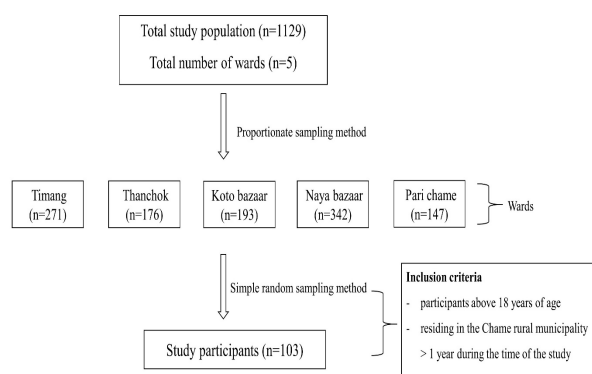 Total study population (n=1129)
Total number of wards (n=5)
Proportionate sampling method
Timang
(n=271)
Thanchok
(n=176)
Koto bazaar
(n=193)
Naya bazaar
(n=342)
Pari chame
(n=147)
Wards
Simple random sampling method
Inclusion criteria
- participants above 18 years of age
- residing in the Chame rural municipality
> 1 year during the time of the study
Study participants (n=103)